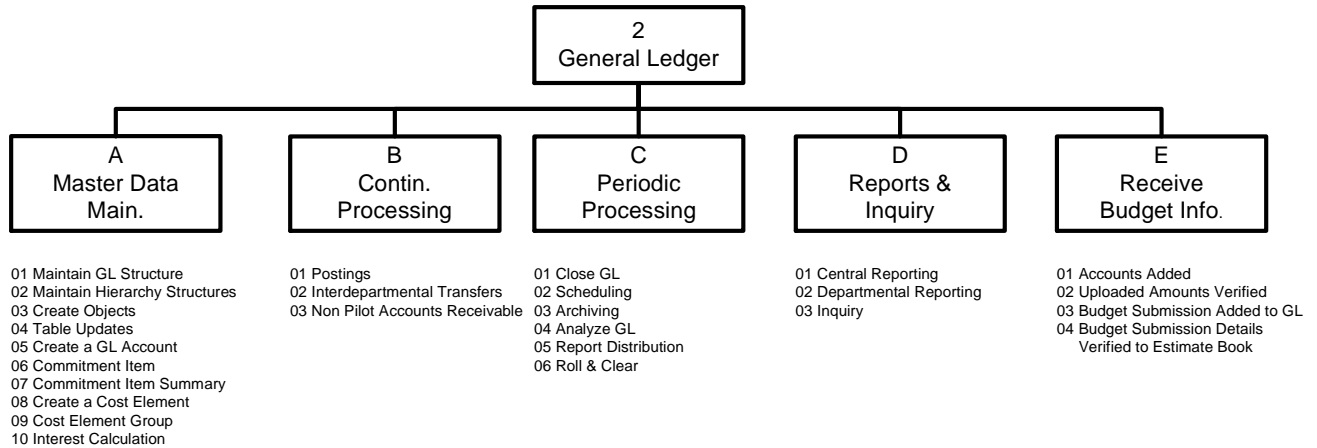 2
General Ledger
A
Master Data
Main.
B
Contin.
Processing
C
Periodic
Processing
D
Reports &
Inquiry
E
Receive
Budget Info.
01 Maintain GL Structure
02 Maintain Hierarchy Structures
03 Create Objects
04 Table Updates
05 Create a GL Account
06 Commitment Item
07 Commitment Item Summary
08 Create a Cost Element
09 Cost Element Group
10 Interest Calculation
01 Postings
02 Interdepartmental Transfers
03 Non Pilot Accounts Receivable
01 Close GL
02 Scheduling
03 Archiving
04 Analyze GL
05 Report Distribution
06 Roll & Clear
01 Central Reporting
02 Departmental Reporting
03 Inquiry
01 Accounts Added
02 Uploaded Amounts Verified
03 Budget Submission Added to GL
04 Budget Submission Details
Verified to Estimate Book